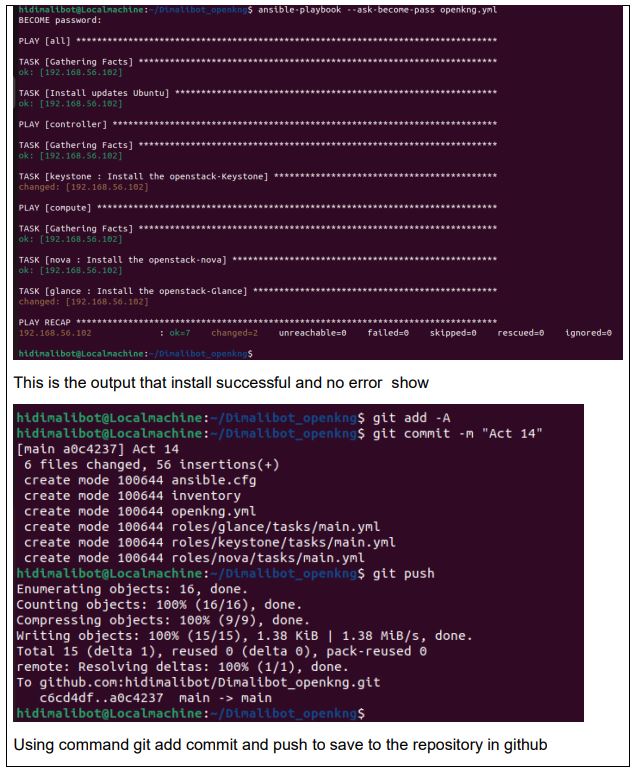 hidimalibot@Localmachine:~/Dimalibot_openkng$ ansible-playbook --ask-become-pass openkng.yml
BECOME password:
PLAY [all] *********************************************************************************
TASK [Gathering Facts] *********************************************************************
ok: [192.168.56.102]
TASK [Install updates Ubuntu] **************************************************************
ok: [192.168.56.102]
PLAY [controller] **************************************************************************
TASK [Gathering Facts] *********************************************************************
ok: [192.168.56.102]
TASK [keystone : Install the openstack-Keystone] *******************************************
changed: [192.168.56.102]
PLAY [compute] *****************************************************************************
TASK [Gathering Facts] *********************************************************************
ok: [192.168.56.102]
TASK [nova : Install the openstack-nova] ***************************************************
ok: [192.168.56.102]
TASK [glance : Install the openstack-Glance] ***********************************************
changed: [192.168.56.102]
PLAY RECAP *********************************************************************************
192.168.56.102 : ok=7 changed=2 unreachable=0 failed=0 skipped=0 rescued=0 ignored=0
hidimalibot@Localmachine:~/Dimalibot_openkng$
This is the output that install successful and no error show
hidimalibot@Localmachine:~/Dimalibot_openkng$ git add -A
hidimalibot@Localmachine:~/Dimalibot_openkng$ git commit -m "Act 14"
[main a0c4237] Act 14
6 files changed, 56 insertions(+)
create mode 100644 ansible.cfg
create mode 100644 inventory
create mode 100644 openkng.yml
create mode 100644 roles/glance/tasks/main.yml
create mode 100644 roles/keystone/tasks/main.yml
create mode 100644 roles/nova/tasks/main.yml
hidimalibot@Localmachine:~/Dimalibot_openkng$ git push
Enumerating objects: 16, done.
Counting objects: 100% (16/16), done.
Compressing objects: 100% (9/9), done.
Writing objects: 100% (15/15), 1.38 KiB | 1.38 MiB/s, done.
Total 15 (delta 1), reused 0 (delta 0), pack-reused 0
remote: Resolving deltas: 100% (1/1), done.
To github.com:hidimalibot/Dimalibot_openkng.git
c6cd4df..a0c4237 main -> main
hidimalibot@Localmachine:~/Dimalibot_openkng$
Using command git add commit and push to save to the repository in github